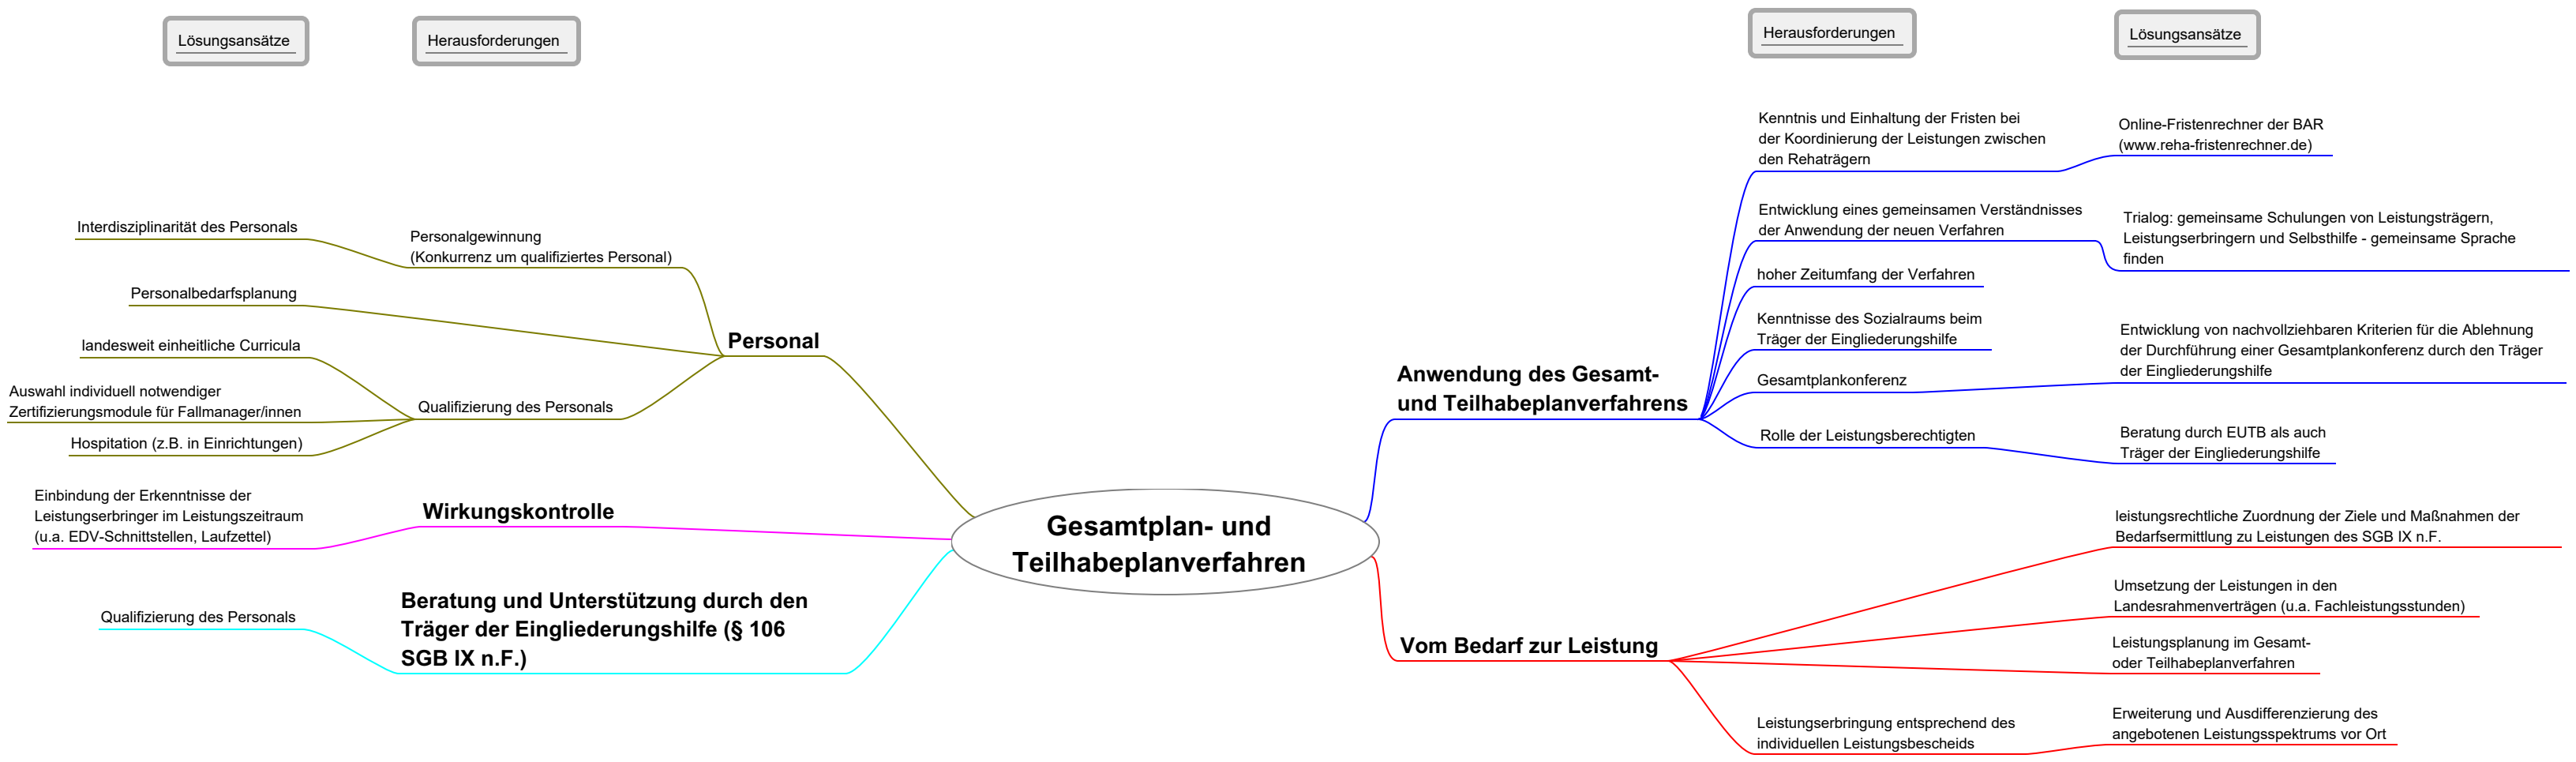 Lösungsansätze
Herausforderungen
Herausforderungen
Lösungsansätze
Interdisziplinarität des Personals
Personalgewinnung
(Konkurrenz um qualifiziertes Personal)
Personalbedarfsplanung
landesweit einheitliche Curricula
Auswahl individuell notwendiger
Zertifizierungsmodule für Fallmanager/innen
Hospitation (z.B. in Einrichtungen)
Qualifizierung des Personals
Personal
Einbindung der Erkenntnisse der
Leistungserbringer im Leistungszeitraum
(u.a. EDV-Schnittstellen, Laufzettel)
Wirkungskontrolle
Qualifizierung des Personals
Beratung und Unterstützung durch den
Träger der Eingliederungshilfe (§ 106
SGB IX n.F.)
Gesamtplan- und
Teilhabeplanverfahren
Anwendung des Gesamt-
und Teilhabeplanverfahrens
Kenntnis und Einhaltung der Fristen bei
der Koordinierung der Leistungen zwischen
den Rehaträgern
Online-Fristenrechner der BAR
(www.reha-fristenrechner.de)
Entwicklung eines gemeinsamen Verständnisses
der Anwendung der neuen Verfahren
Trialog: gemeinsame Schulungen von Leistungsträgern,
Leistungserbringern und Selbsthilfe - gemeinsame Sprache
finden
hoher Zeitumfang der Verfahren
Kenntnisse des Sozialraums beim
Träger der Eingliederungshilfe
Gesamtplankonferenz
Entwicklung von nachvollziehbaren Kriterien für die Ablehnung
der Durchführung einer Gesamtplankonferenz durch den Träger
der Eingliederungshilfe
Rolle der Leistungsberechtigten
Beratung durch EUTB als auch
Träger der Eingliederungshilfe
Vom Bedarf zur Leistung
leistungsrechtliche Zuordnung der Ziele und Maßnahmen der
Bedarfsermittlung zu Leistungen des SGB IX n.F.
Umsetzung der Leistungen in den
Landesrahmenverträgen (u.a. Fachleistungsstunden)
Leistungsplanung im Gesamt-
oder Teilhabeplanverfahren
Leistungserbringung entsprechend des
individuellen Leistungsbescheids
Erweiterung und Ausdifferenzierung des
angebotenen Leistungsspektrums vor Ort